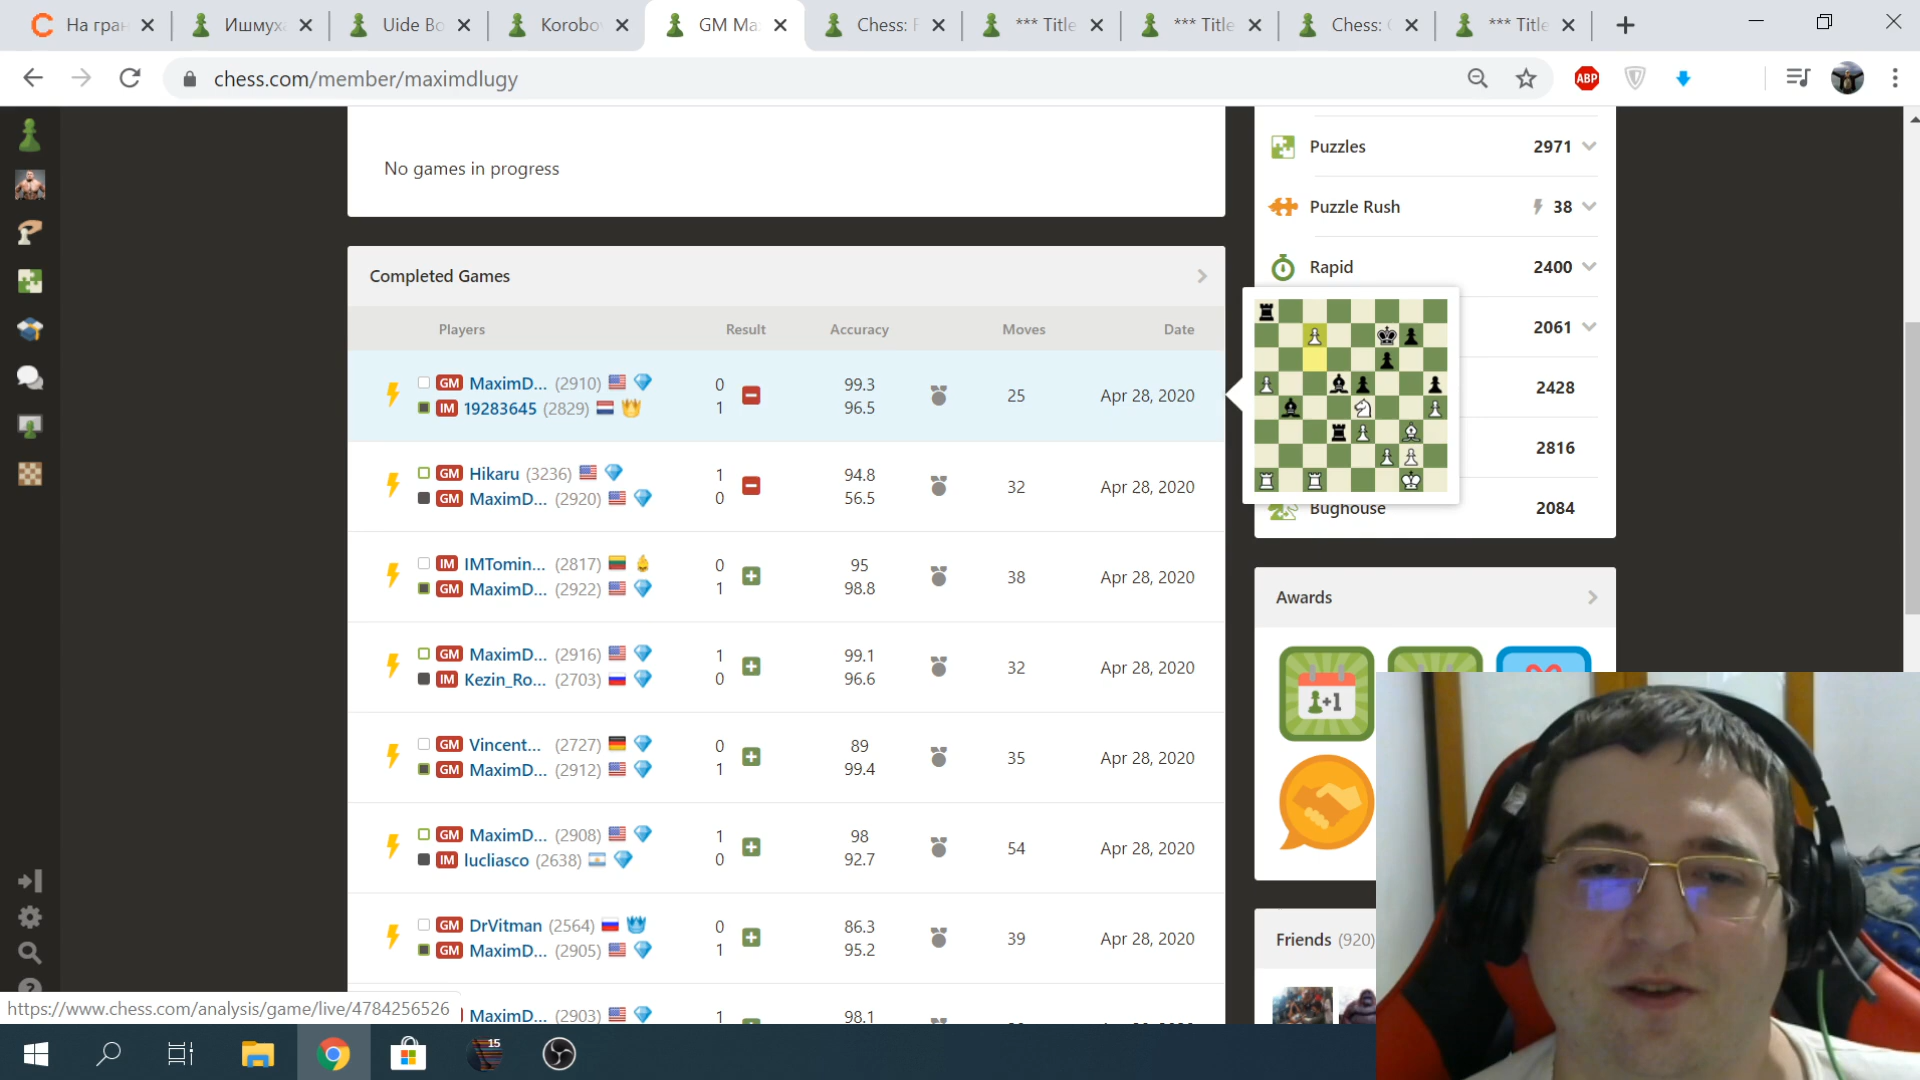 На гран
Ишмуха
Uide Bo
Korobov
GM Max
Chess: F
*** Title
*** Title
Chess: G
*** Title
chess.com/member/maximdlugy
ABP
No games in progress
Completed Games
Players Result Accuracy Moves Date
GM MaximD... (2910) 0 99.3
IM 19283645 (2829) 1 96.5
25 Apr 28, 2020
GM Hikaru (3236) 1 94.8
GM MaximD... (2920) 0 56.5
32 Apr 28, 2020
IM IMTomin... (2817) 0 95
GM MaximD... (2922) 1 98.8
38 Apr 28, 2020
GM MaximD... (2916) 1 99.1
IM Kezin_Ro... (2703) 0 96.6
32 Apr 28, 2020
GM Vincent... (2727) 0 89
GM MaximD... (2912) 1 99.4
35 Apr 28, 2020
GM MaximD... (2908) 1 98
IM lucliasco (2638) 0 92.7
54 Apr 28, 2020
GM DrVitman (2564) 0 86.3
GM MaximD... (2905) 1 95.2
39 Apr 28, 2020
MaximD... (2903) 1 98.1
Puzzles 2971
Puzzle Rush 38
Rapid 2400
2061
2428
2816
Bughouse 2084
Awards
+1
Friends (920)
https://www.chess.com/analysis/game/live/4784256526
15